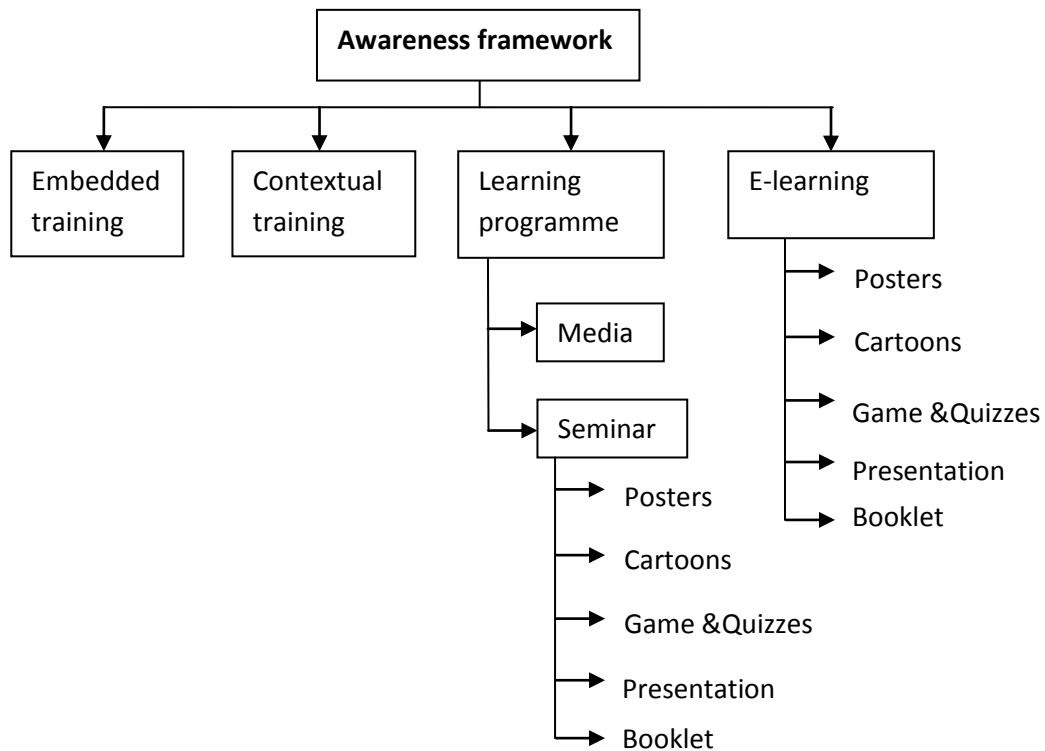 Awareness framework
Embedded
training
Contextual
training
Learning
programme
E-learning
Media
Seminar
Posters
Cartoons
Game &Quizzes
Presentation
Booklet
Posters
Cartoons
Game &Quizzes
Presentation
Booklet